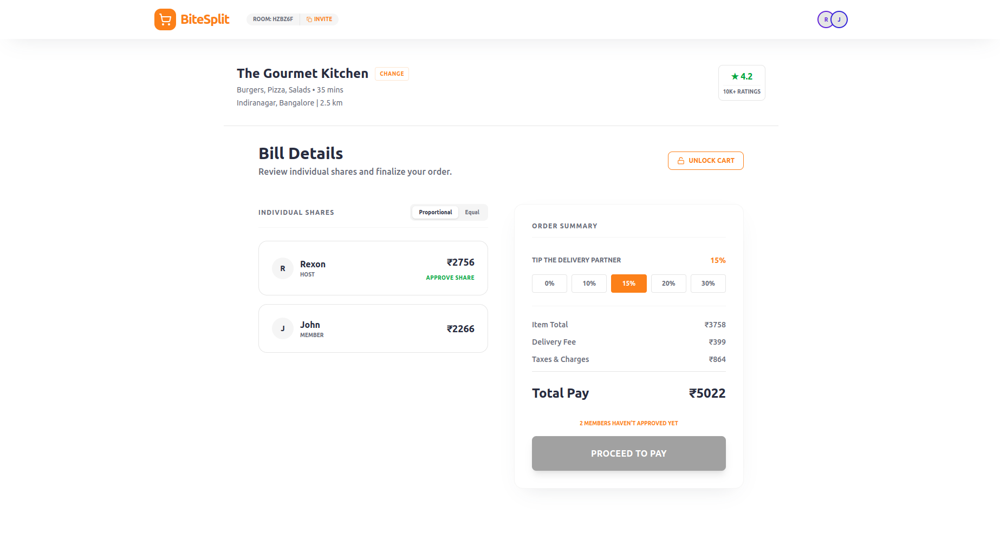 BiteSplit
ROOM: HZBZ6F
INVITE
R J
The Gourmet Kitchen
CHANGE
Burgers, Pizza, Salads • 35 mins
Indiranagar, Bangalore | 2.5 km
★ 4.2
10K+ RATINGS
Bill Details
Review individual shares and finalize your order.
UNLOCK CART
INDIVIDUAL SHARES
Proportional Equal
R
Rexon
HOST
₹2756
APPROVE SHARE
J
John
MEMBER
₹2266
ORDER SUMMARY
TIP THE DELIVERY PARTNER 15%
0% 10% 15% 20% 30%
Item Total ₹3758
Delivery Fee ₹399
Taxes & Charges ₹864
Total Pay ₹5022
2 MEMBERS HAVEN'T APPROVED YET
PROCEED TO PAY